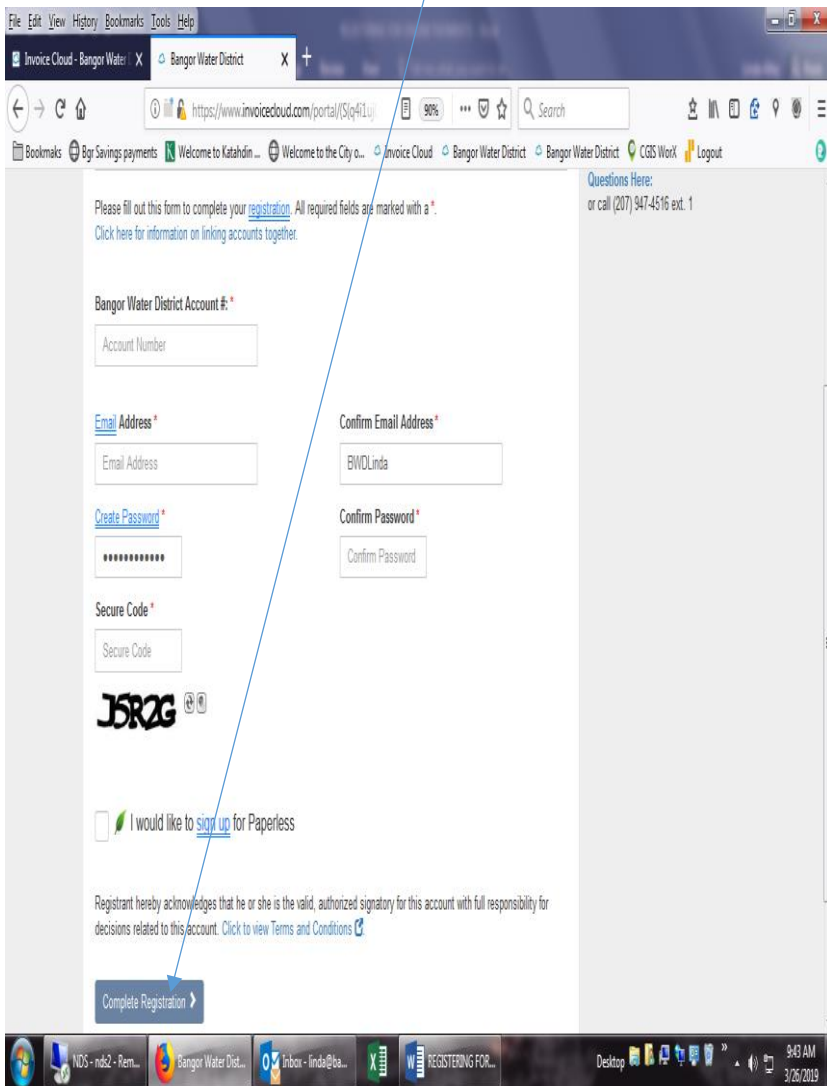 File Edit View History Bookmarks Tools Help
Invoice Cloud - Bangor Water D X Bangor Water District X +
https://www.invoicecloud.com/portal/(S(q4i1uj 90% ... Search
Bookmaks Bgr Savings payments Welcome to Katahdin ... Welcome to the City o... Invoice Cloud Bangor Water District Bangor Water District CGIS WorX Logout
Questions Here:
or call (207) 947-4516 ext. 1
Please fill out this form to complete your registration. All required fields are marked with a *.
Click here for information on linking accounts together.
Bangor Water District Account #: *
Account Number
Email Address * Confirm Email Address *
Email Address BWDLinda
Create Password * Confirm Password *
•••••••••••• Confirm Password
Secure Code *
Secure Code
J5R2G
I would like to sign up for Paperless
Registrant hereby acknowledges that he or she is the valid, authorized signatory for this account with full responsibility for
decisions related to this account. Click to view Terms and Conditions
Complete Registration
NDS - nds2 - Rem... Bangor Water Dist... Inbox - linda@ba... REGISTERING FOR... Desktop » 9:43 AM
3/26/2019